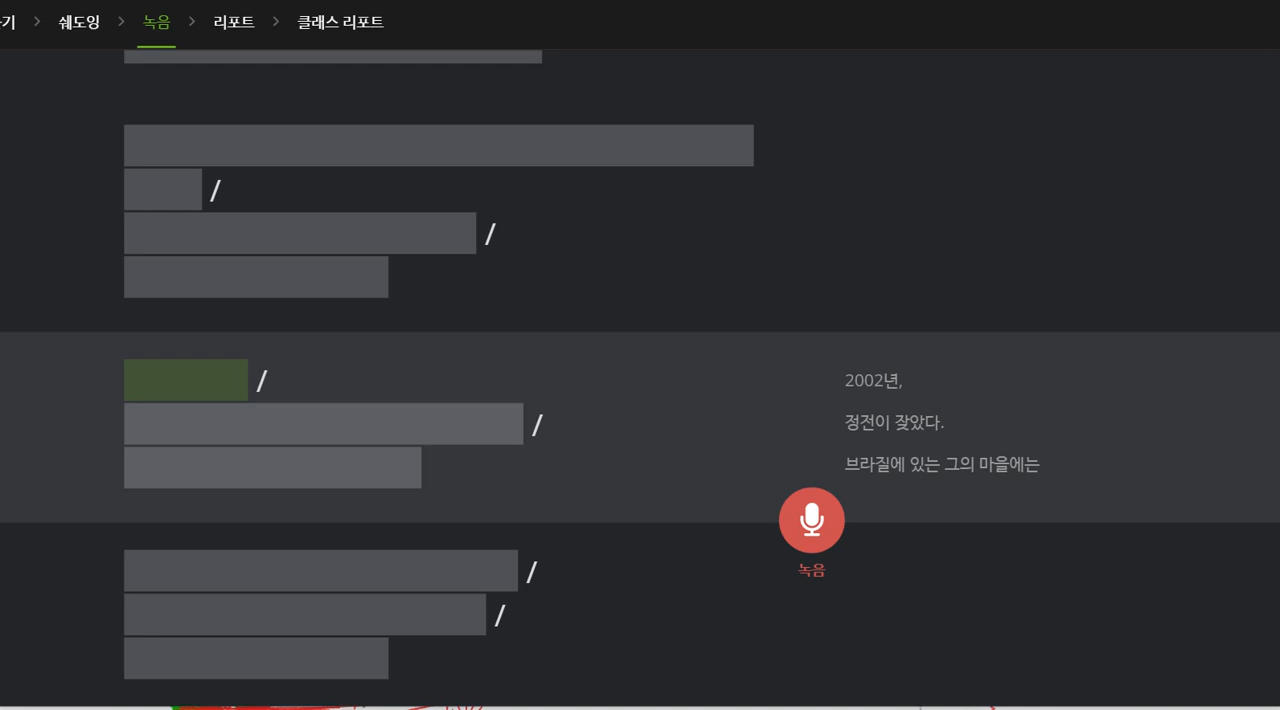 기 > 쉐도잉 > 녹음 > 리포트 > 클래스 리포트
/
/
/
2002년,
/
정전이 잦았다.
브라질에 있는 그의 마을에는
녹음
/
/